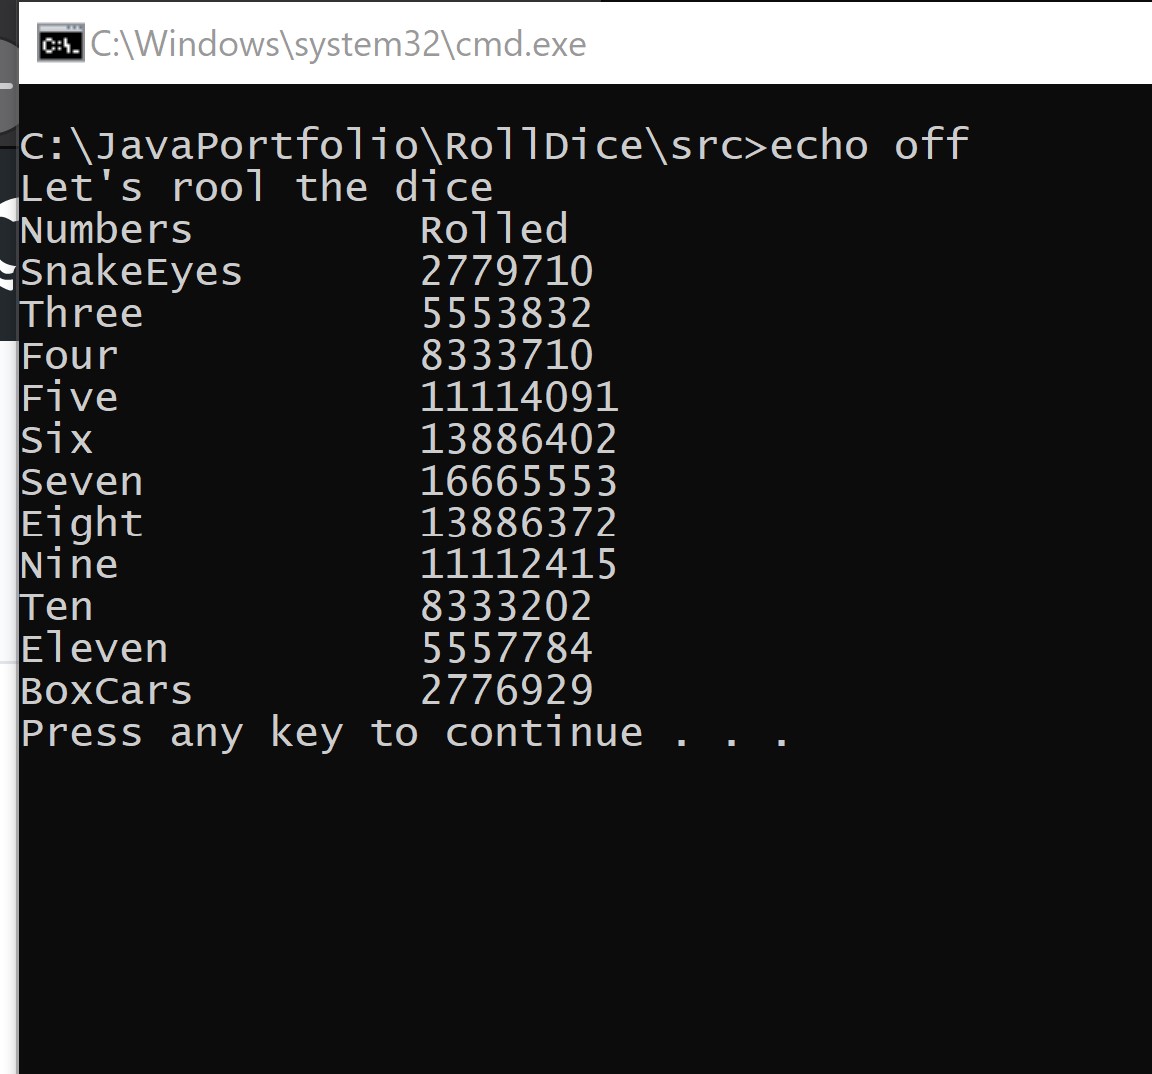 C:\Windows\system32\cmd.exe
C:\JavaPortfolio\RollDice\src>echo off
Let's rool the dice
Numbers Rolled
SnakeEyes 2779710
Three 5553832
Four 8333710
Five 11114091
Six 13886402
Seven 16665553
Eight 13886372
Nine 11112415
Ten 8333202
Eleven 5557784
BoxCars 2776929
Press any key to continue . . .